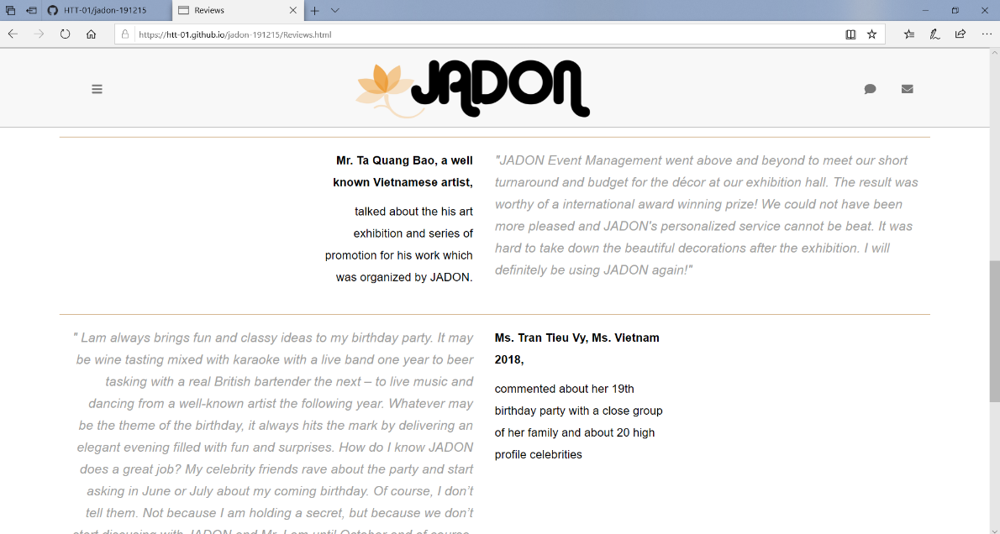 HTT-01/jadon-191215
Reviews
https://htt-01.github.io/jadon-191215/Reviews.html
JADON
Mr. Ta Quang Bao, a well
known Vietnamese artist,
talked about the his art
exhibition and series of
promotion for his work which
was organized by JADON.
"JADON Event Management went above and beyond to meet our short
turnaround and budget for the décor at our exhibition hall. The result was
worthy of a international award winning prize! We could not have been
more pleased and JADON's personalized service cannot be beat. It was
hard to take down the beautiful decorations after the exhibition. I will
definitely be using JADON again!"
" Lam always brings fun and classy ideas to my birthday party. It may
be wine tasting mixed with karaoke with a live band one year to beer
tasking with a real British bartender the next – to live music and
dancing from a well-known artist the following year. Whatever may
be the theme of the birthday, it always hits the mark by delivering an
elegant evening filled with fun and surprises. How do I know JADON
does a great job? My celebrity friends rave about the party and start
asking in June or July about my coming birthday. Of course, I don’t
tell them. Not because I am holding a secret, but because we don’t
start discusing with JADON and Mr. Lam until October and of course,
Ms. Tran Tieu Vy, Ms. Vietnam
2018,
commented about her 19th
birthday party with a close group
of her family and about 20 high
profile celebrities